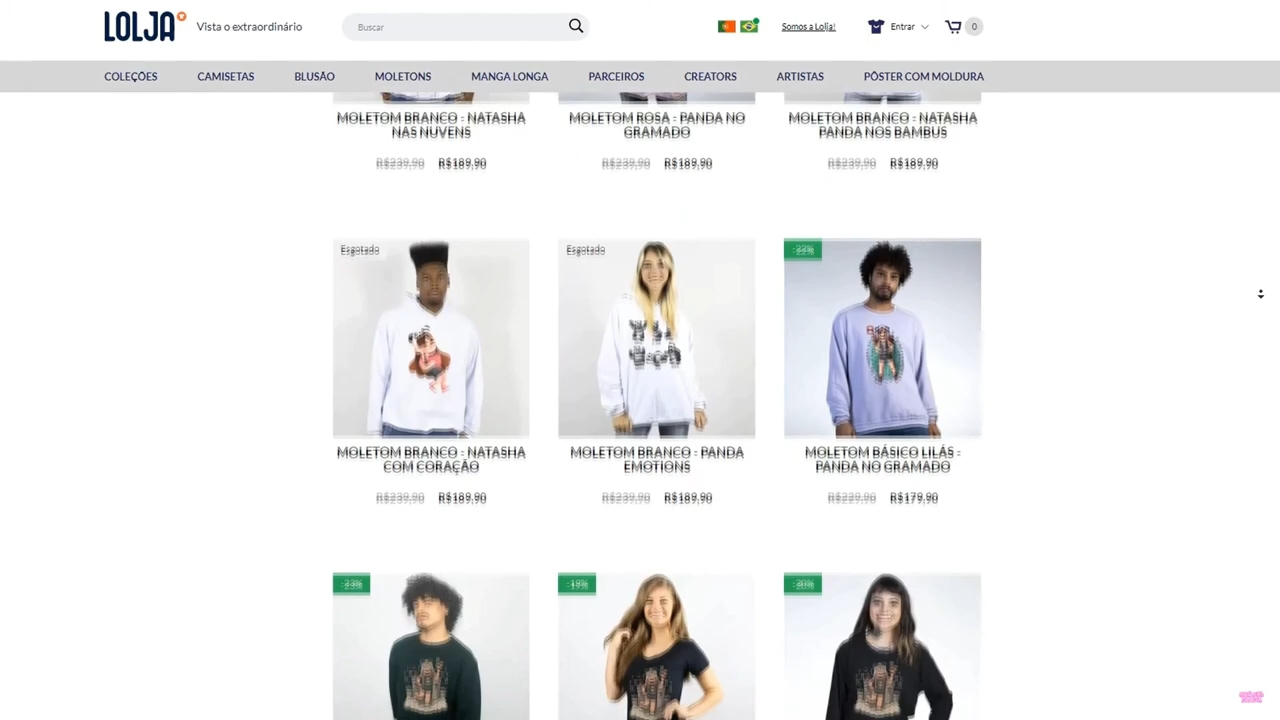 LOLJA
Vista o extraordinário
Buscar
Somos a Lolja!
Entrar
0
COLEÇÕES
CAMISETAS
BLUSÃO
MOLETONS
MANGA LONGA
PARCEIROS
CREATORS
ARTISTAS
PÔSTER COM MOLDURA
MOLETOM BRANCO - NATASHA
NAS NUVENS
R$239,90 R$189,90
MOLETOM ROSA - PANDA NO
GRAMADO
R$239,90 R$189,90
MOLETOM BRANCO - NATASHA
PANDA NOS BAMBUS
R$239,90 R$189,90
Esgotado
MOLETOM BRANCO - NATASHA
COM CORAÇÃO
R$239,90 R$189,90
Esgotado
MOLETOM BRANCO - PANDA
EMOTIONS
R$239,90 R$189,90
-22%
MOLETOM BÁSICO LILÁS -
PANDA NO GRAMADO
R$229,90 R$179,90
-23%
-19%
-20%